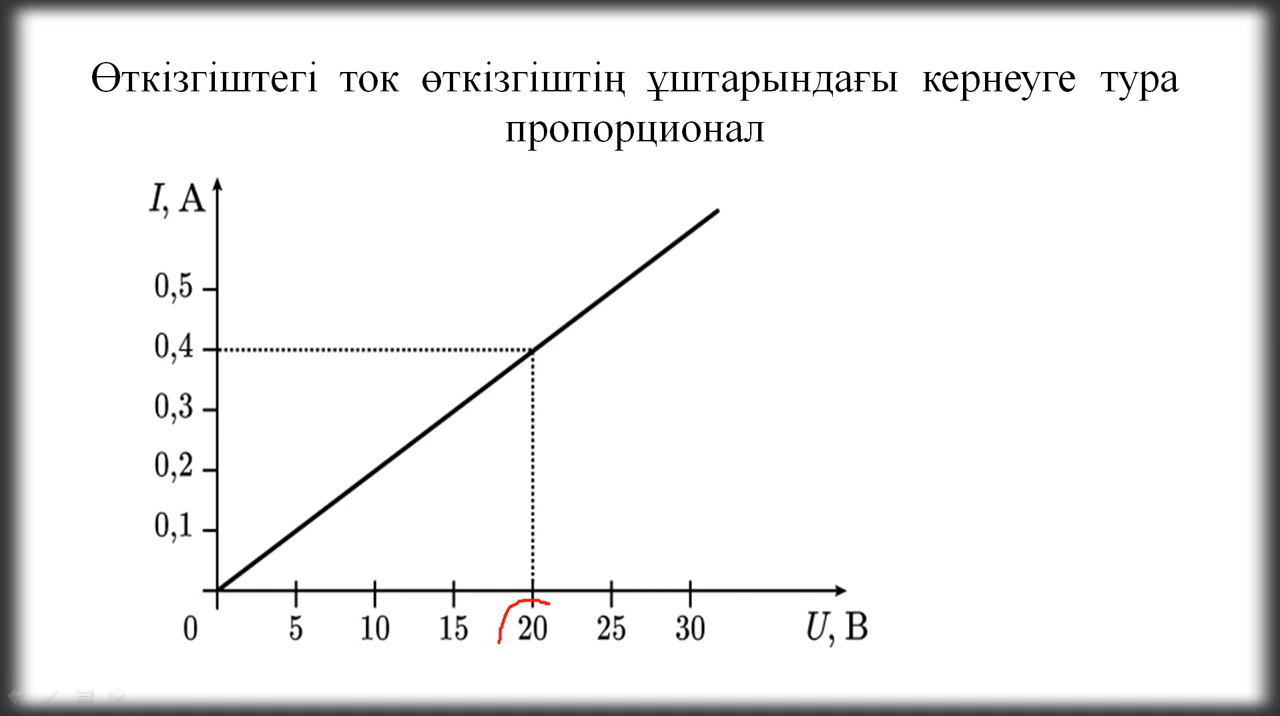 Өткізгіштегі ток өткізгіштің ұштарындағы кернеуге тура
пропорционал
I, А
0,5
0,4
0,3
0,2
0,1
0 5 10 15 20 25 30 U, В